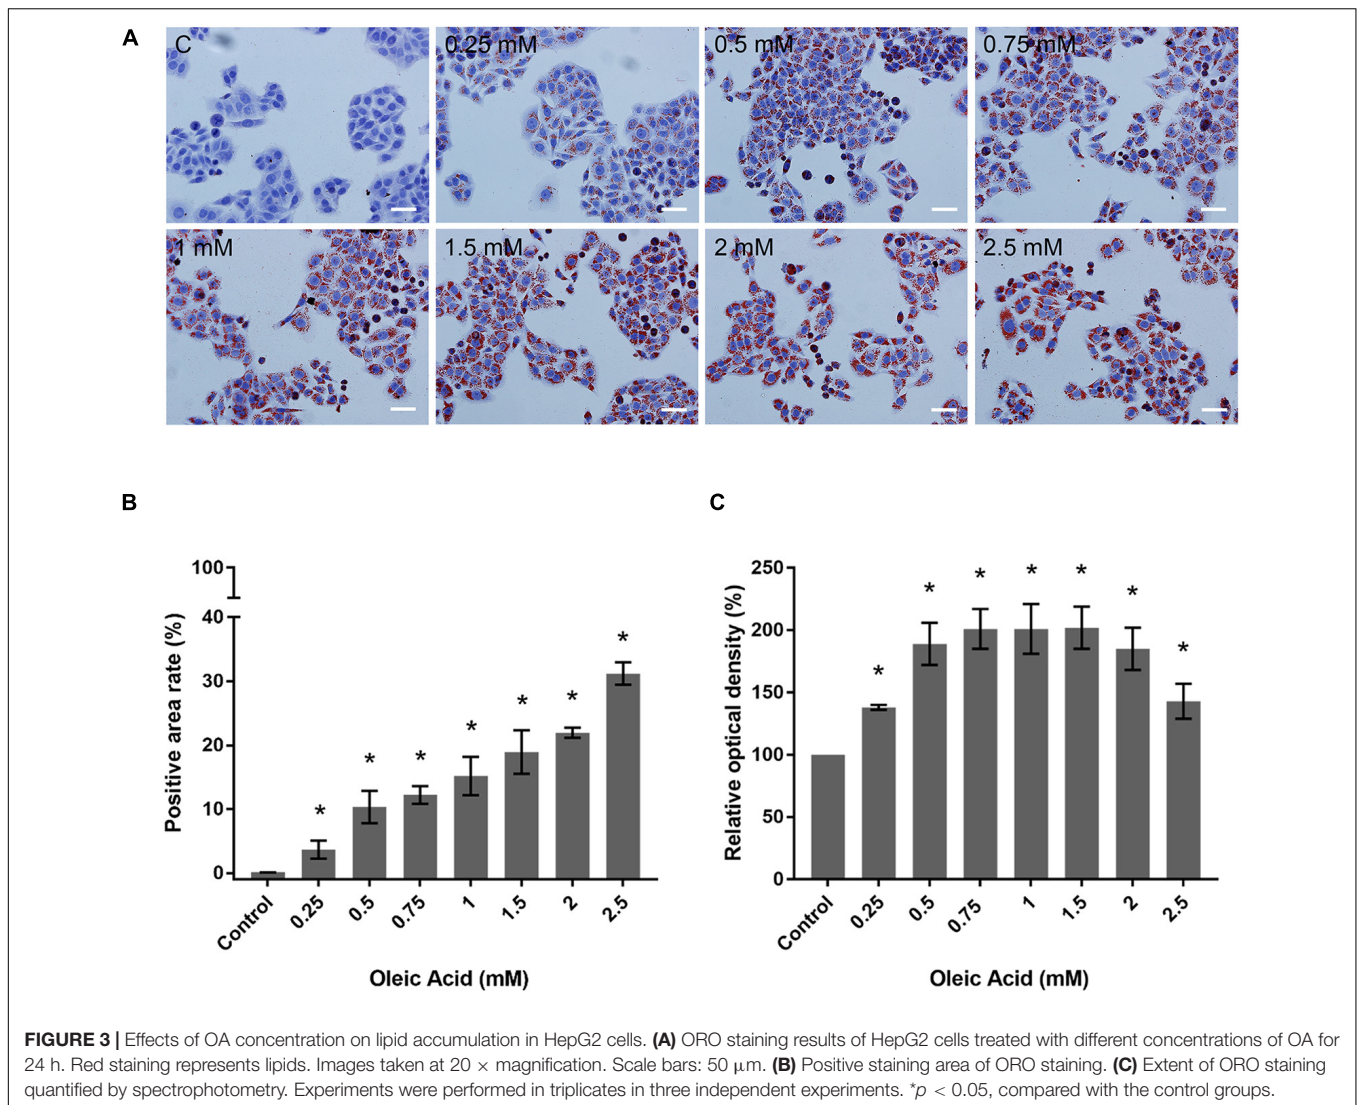 A
C
0.25 mM
0.5 mM
0.75 mM
1 mM
1.5 mM
2 mM
2.5 mM
B
100
40
30
20
10
0
Positive area rate (%)
*
*
*
*
*
*
*
Control
0.25
0.5
0.75
1
1.5
2
2.5
Oleic Acid (mM)
C
250
200
150
100
50
0
Relative optical density (%)
*
*
*
*
*
*
*
Control
0.25
0.5
0.75
1
1.5
2
2.5
Oleic Acid (mM)
FIGURE 3 | Effects of OA concentration on lipid accumulation in HepG2 cells. (A) ORO staining results of HepG2 cells treated with different concentrations of OA for
24 h. Red staining represents lipids. Images taken at 20 × magnification. Scale bars: 50 μm. (B) Positive staining area of ORO staining. (C) Extent of ORO staining
quantified by spectrophotometry. Experiments were performed in triplicates in three independent experiments. *p < 0.05, compared with the control groups.